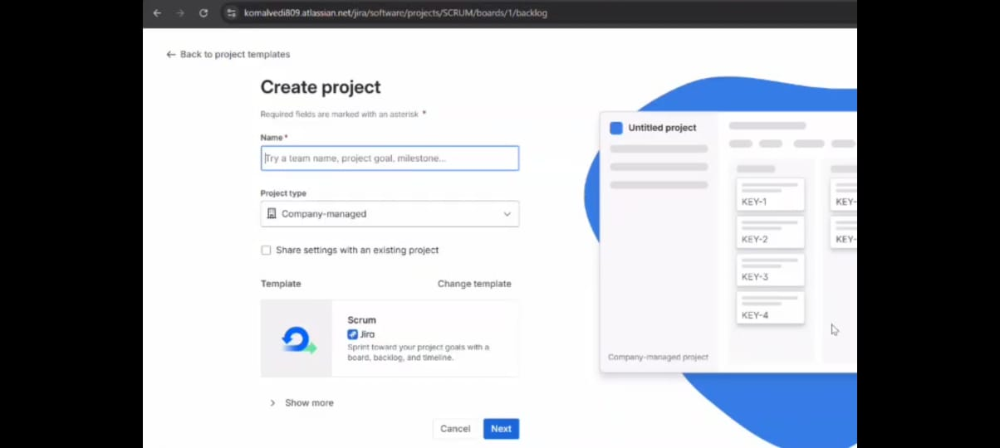 komalvedi809.atlassian.net/jira/software/projects/SCRUM/boards/1/backlog
Back to project templates
Create project
Required fields are marked with an asterisk *
Name *
Try a team name, project goal, milestone...
Project type
Company-managed
Share settings with an existing project
Template
Change template
Scrum
Jira
Sprint toward your project goals with a
board, backlog, and timeline.
Show more
Cancel
Next
Untitled project
KEY-1
KEY-
KEY-2
KEY-
KEY-3
KEY-4
Company-managed project